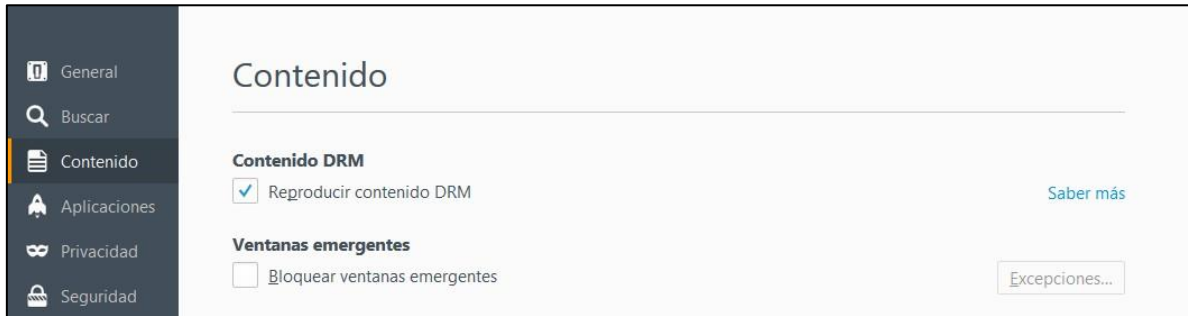 General
Buscar
Contenido
Aplicaciones
Privacidad
Seguridad
Contenido
Contenido DRM
Reproducir contenido DRM
Saber más
Ventanas emergentes
Bloquear ventanas emergentes
Excepciones...